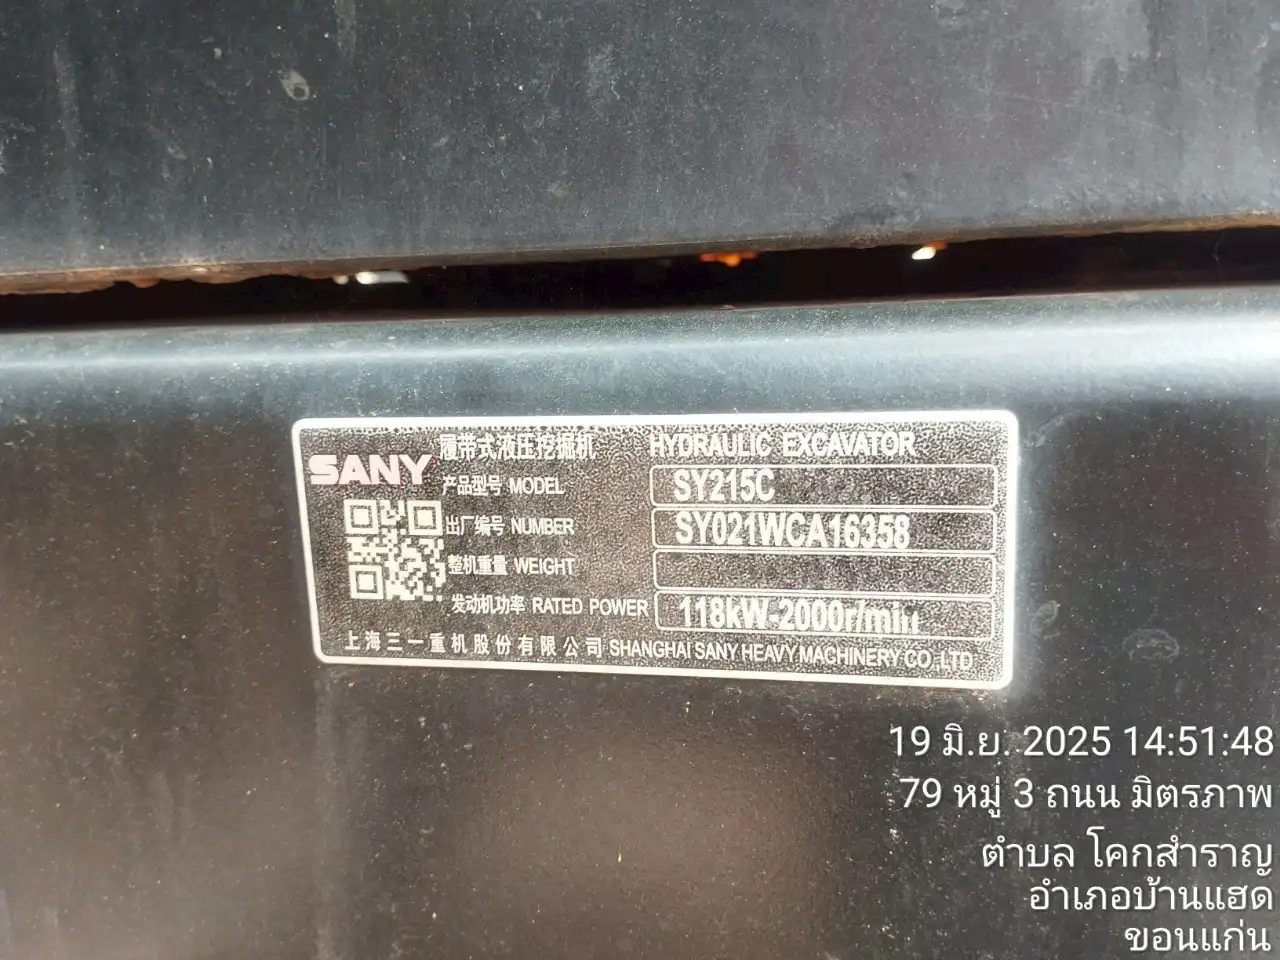 履带式液压挖掘机 HYDRAULIC EXCAVATOR
SANY
产品型号 MODEL SY215C
出厂编号 NUMBER SY021WCA16358
整机重量 WEIGHT
发动机功率 RATED POWER 118kW-2000r/min
上海三一重机股份有限公司 SHANGHAI SANY HEAVY MACHINERY CO.,LTD
19 มิ.ย. 2025 14:51:48
79 หมู่ 3 ถนน มิตรภาพ
ตำบล โคกสำราญ
อำเภอบ้านแฮด
ขอนแก่น